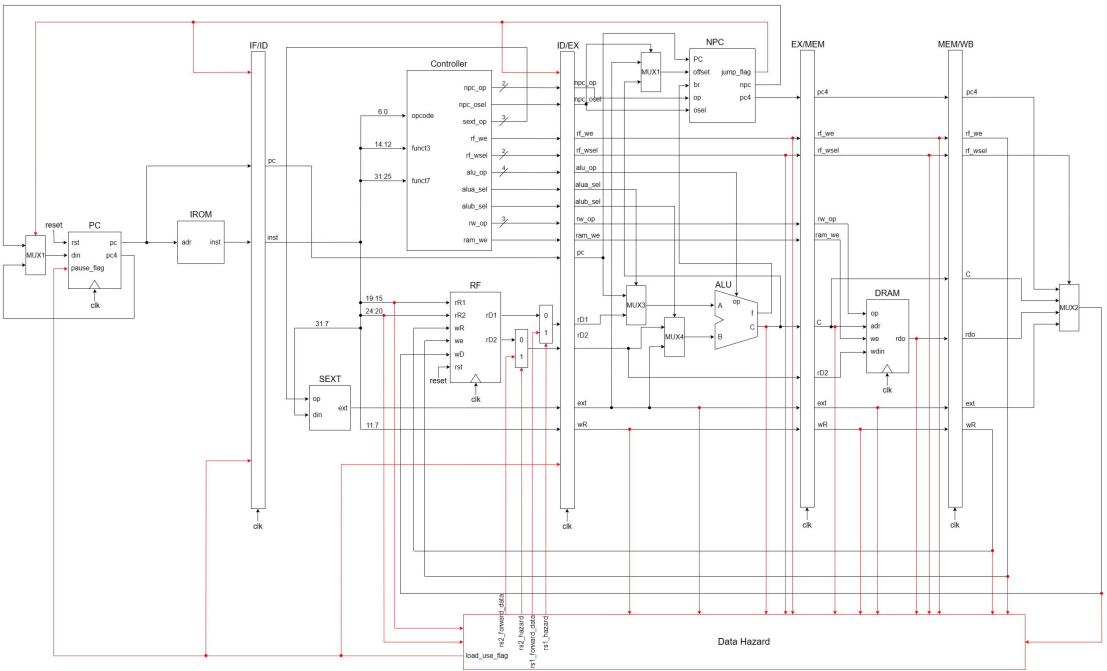 IF/ID
ID/EX
NPC
EX/MEM
MEM/WB
Controller
MUX1
PC
offset
br
op
osel
jump_flag
npc
pc4
opcode
funct3
funct7
npc_op
npc_osel
sext_op
rf_we
rf_wsel
alu_op
alua_sel
alub_sel
rw_op
ram_we
2
3
2
4
3
6:0
14:12
31:25
npc_op
npc_osel
rf_we
rf_wsel
alu_op
alua_sel
alub_sel
rw_op
ram_we
pc
pc4
rf_we
rf_wsel
rw_op
ram_we
pc4
rf_we
rf_wsel
pc
inst
reset
PC
MUX1
rst
din
pause_flag
pc
pc4
clk
IROM
adr
inst
RF
19:15
24:20
31:7
rR1
rR2
wR
we
wD
rst
rD1
rD2
reset
clk
0
1
0
1
rD1
rD2
MUX3
MUX4
ALU
op
A
B
f
C
C
DRAM
op
adr
we
wdin
rdo
clk
rD2
C
rdo
MUX2
SEXT
op
din
ext
11:7
ext
wR
ext
wR
ext
wR
clk
clk
clk
clk
rs2_forward_data
rs2_hazard
rs1_forward_data
rs1_hazard
load_use_flag
Data Hazard